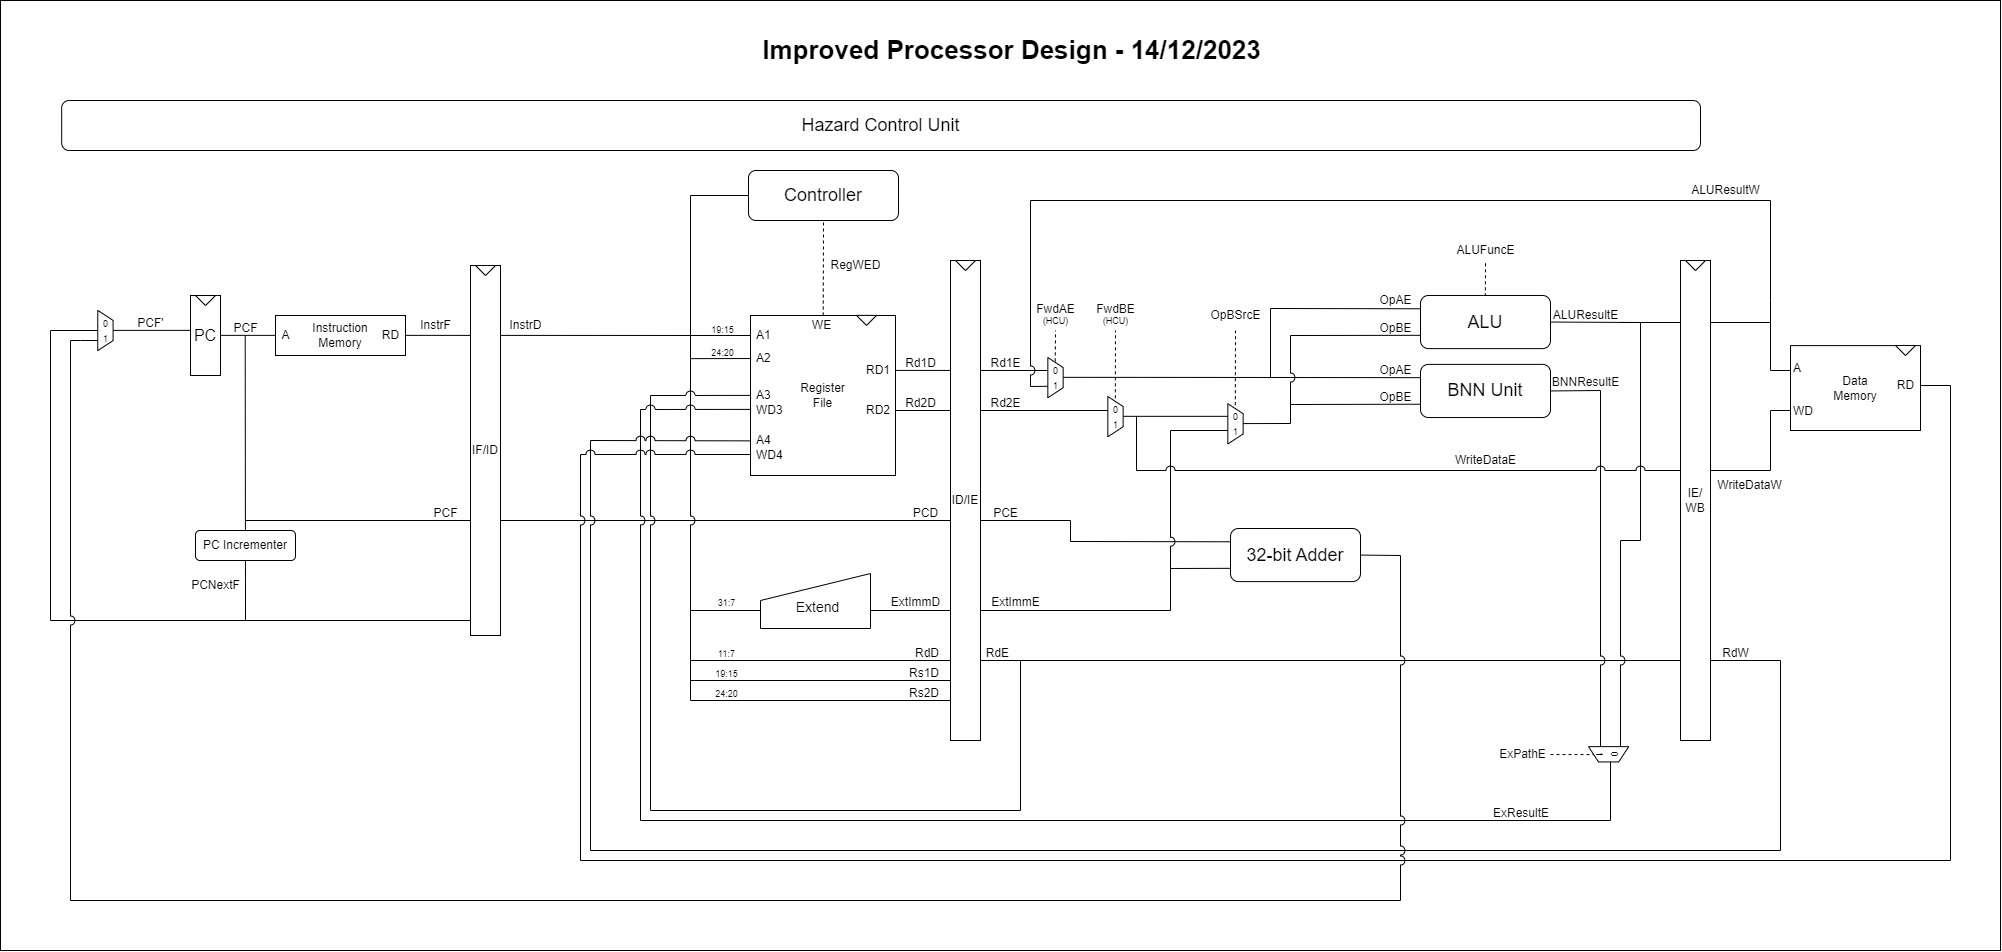 Improved Processor Design - 14/12/2023
Hazard Control Unit
Controller
ALUResultW
RegWED
ALUFuncE
FwdAE
(HCU)
FwdBE
(HCU)
OpBSrcE
PCF'
0
1
PC
PCF
A
Instruction
Memory
RD
InstrF
IF/ID
InstrD
19:15
24:20
WE
A1
A2
A3
WD3
A4
WD4
Register
File
RD1
RD2
Rd1D
Rd2D
ID/IE
Rd1E
Rd2E
0
1
0
1
0
1
OpAE
OpBE
ALU
ALUResultE
OpAE
OpBE
BNN Unit
BNNResultE
A
WD
Data
Memory
RD
WriteDataE
WriteDataW
IE/
WB
PCF
PCD
PCE
PC Incrementer
PCNextF
32-bit Adder
31:7
Extend
ExtImmD
ExtImmE
11:7
RdD
RdE
RdW
19:15
Rs1D
24:20
Rs2D
ExPathE
1
0
ExResultE